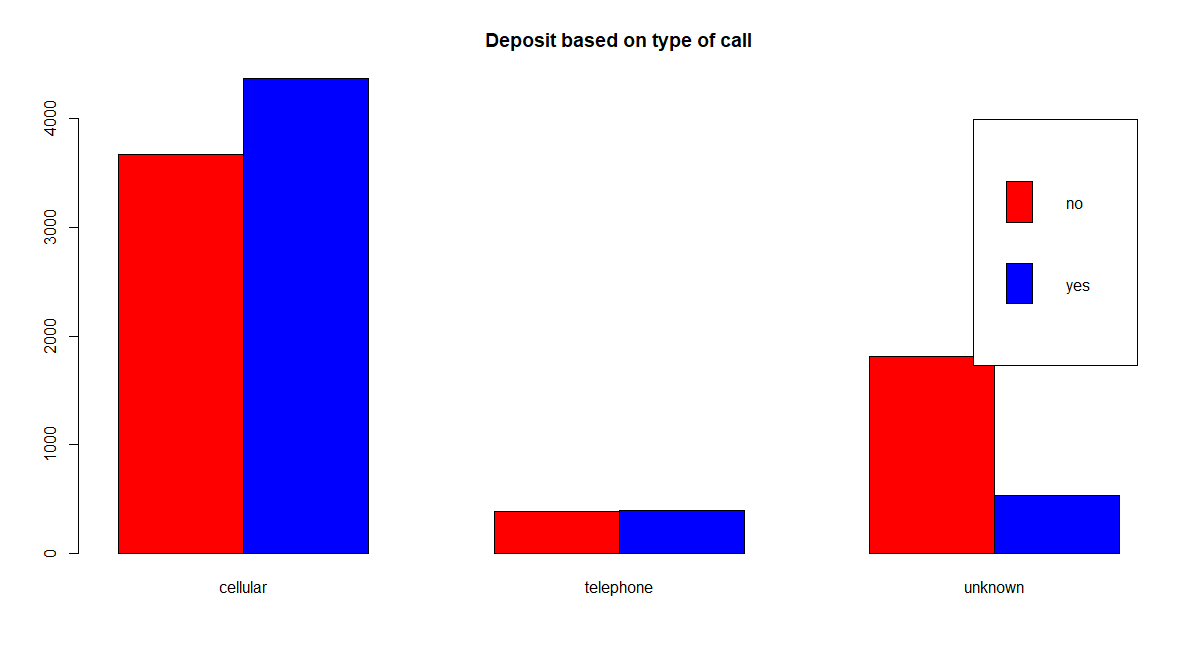 Deposit based on type of call
4000
3000
2000
1000
0
no
yes
cellular
telephone
unknown